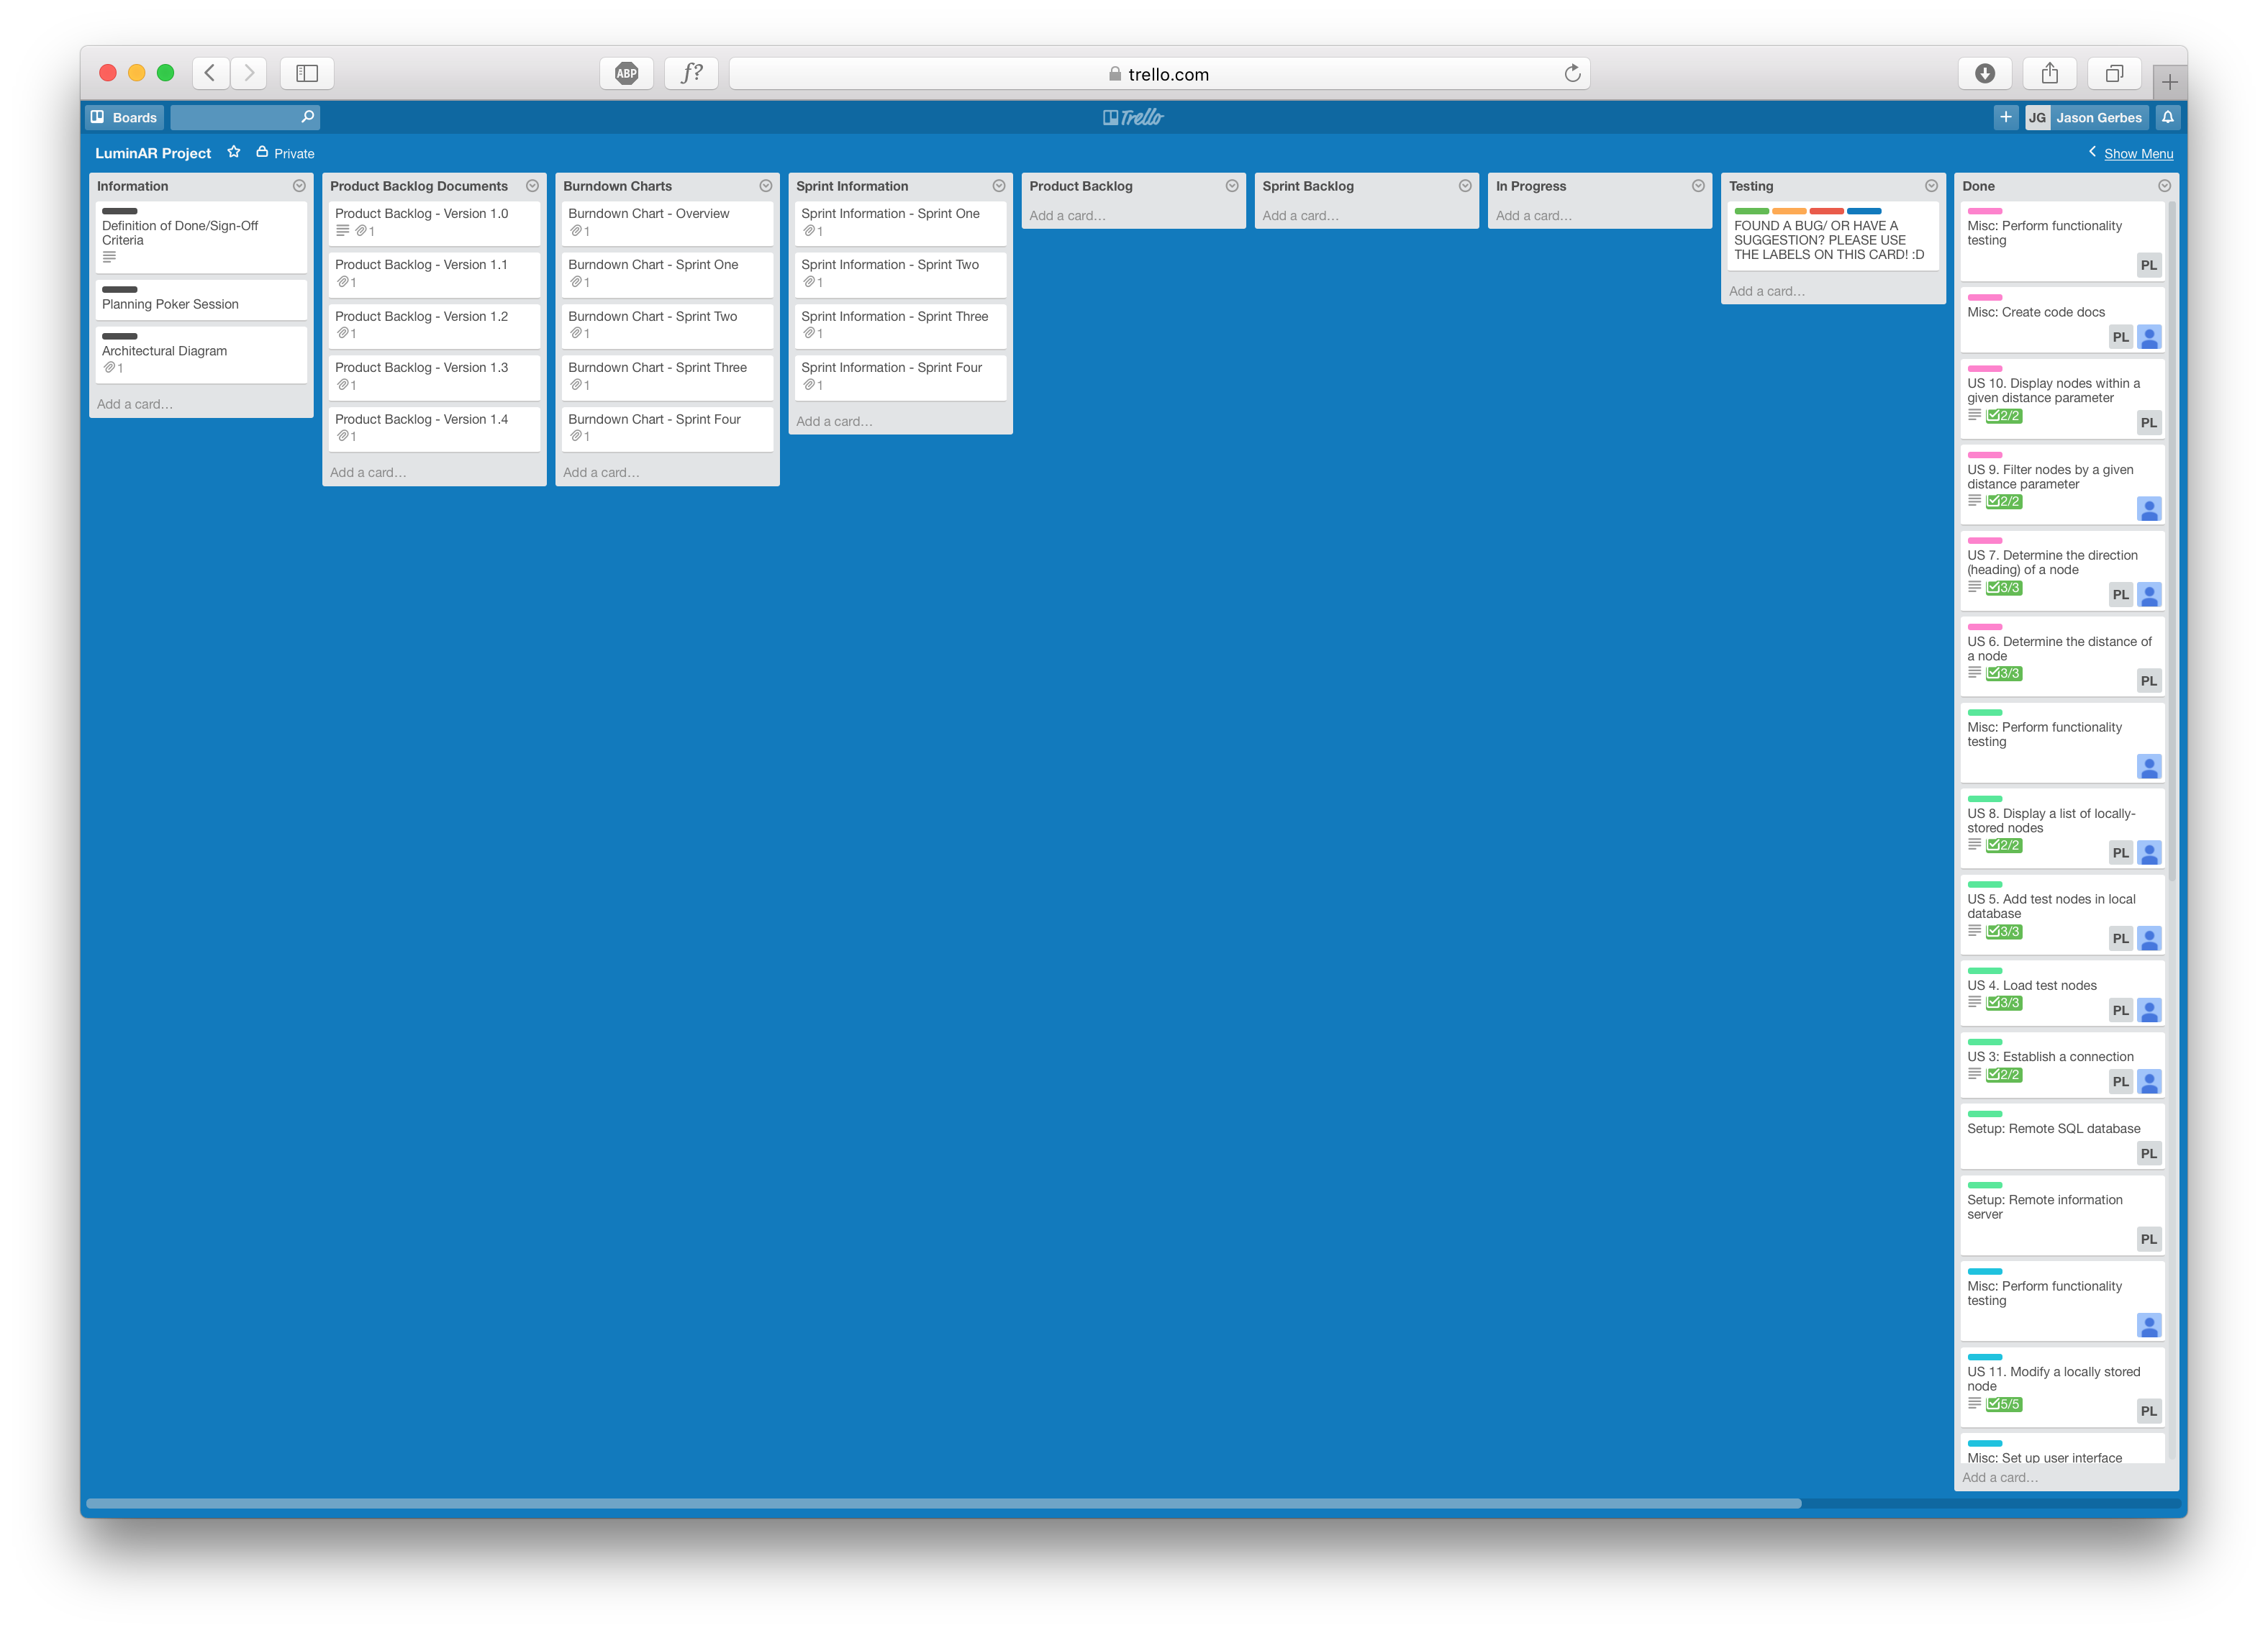 ABP
f?
trello.com
Boards
Trello
JG Jason Gerbes
LuminAR Project
Private
Show Menu
Information
Definition of Done/Sign-Off
Criteria
Planning Poker Session
Architectural Diagram
1
Add a card...
Product Backlog Documents
Product Backlog - Version 1.0
1
Product Backlog - Version 1.1
1
Product Backlog - Version 1.2
1
Product Backlog - Version 1.3
1
Product Backlog - Version 1.4
1
Add a card...
Burndown Charts
Burndown Chart - Overview
1
Burndown Chart - Sprint One
1
Burndown Chart - Sprint Two
1
Burndown Chart - Sprint Three
1
Burndown Chart - Sprint Four
1
Add a card...
Sprint Information
Sprint Information - Sprint One
1
Sprint Information - Sprint Two
1
Sprint Information - Sprint Three
1
Sprint Information - Sprint Four
1
Add a card...
Product Backlog
Add a card...
Sprint Backlog
Add a card...
In Progress
Add a card...
Testing
FOUND A BUG/ OR HAVE A
SUGGESTION? PLEASE USE
THE LABELS ON THIS CARD! :D
Add a card...
Done
Misc: Perform functionality
testing
PL
Misc: Create code docs
PL
US 10. Display nodes within a
given distance parameter
2/2
PL
US 9. Filter nodes by a given
distance parameter
2/2
US 7. Determine the direction
(heading) of a node
3/3
PL
US 6. Determine the distance of
a node
3/3
PL
Misc: Perform functionality
testing
US 8. Display a list of locally-
stored nodes
2/2
PL
US 5. Add test nodes in local
database
3/3
PL
US 4. Load test nodes
3/3
PL
US 3: Establish a connection
2/2
PL
Setup: Remote SQL database
PL
Setup: Remote information
server
PL
Misc: Perform functionality
testing
US 11. Modify a locally stored
node
5/5
PL
Misc: Set up user interface
Add a card...